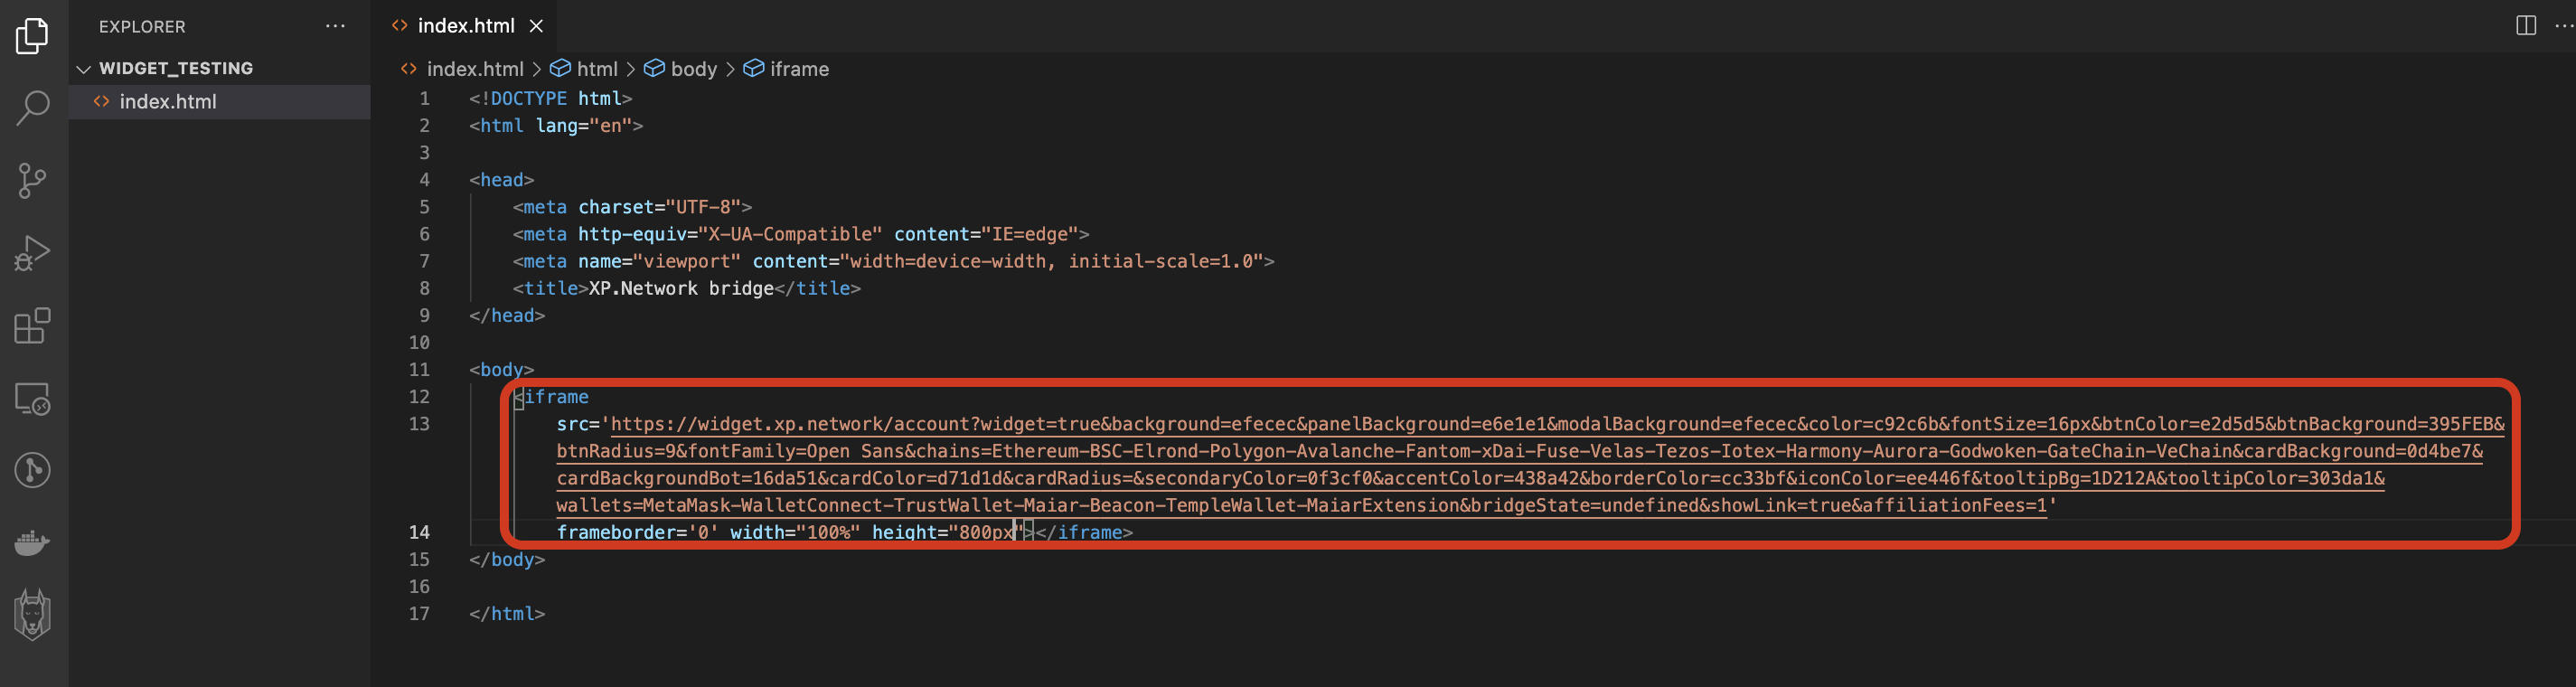 EXPLORER
WIDGET_TESTING
index.html
index.html
index.html > html > body > iframe
1 <!DOCTYPE html>
2 <html lang="en">
3
4 <head>
5 <meta charset="UTF-8">
6 <meta http-equiv="X-UA-Compatible" content="IE=edge">
7 <meta name="viewport" content="width=device-width, initial-scale=1.0">
8 <title>XP.Network bridge</title>
9 </head>
10
11 <body>
12 <iframe
13 src='https://widget.xp.network/account?widget=true&background=efecec&panelBackground=e6e1e1&modalBackground=efecec&color=c92c6b&fontSize=16px&btnColor=e2d5d5&btnBackground=395FEB&
btnRadius=9&fontFamily=Open Sans&chains=Ethereum-BSC-Elrond-Polygon-Avalanche-Fantom-xDai-Fuse-Velas-Tezos-Iotex-Harmony-Aurora-Godwoken-GateChain-VeChain&cardBackground=0d4be7&
cardBackgroundBot=16da51&cardColor=d71d1d&cardRadius=&secondaryColor=0f3cf0&accentColor=438a42&borderColor=cc33bf&iconColor=ee446f&tooltipBg=1D212A&tooltipColor=303da1&
wallets=MetaMask-WalletConnect-TrustWallet-Maiar-Beacon-TempleWallet-MaiarExtension&bridgeState=undefined&showLink=true&affiliationFees=1'
14 frameborder='0' width="100%" height="800px"></iframe>
15 </body>
16
17 </html>